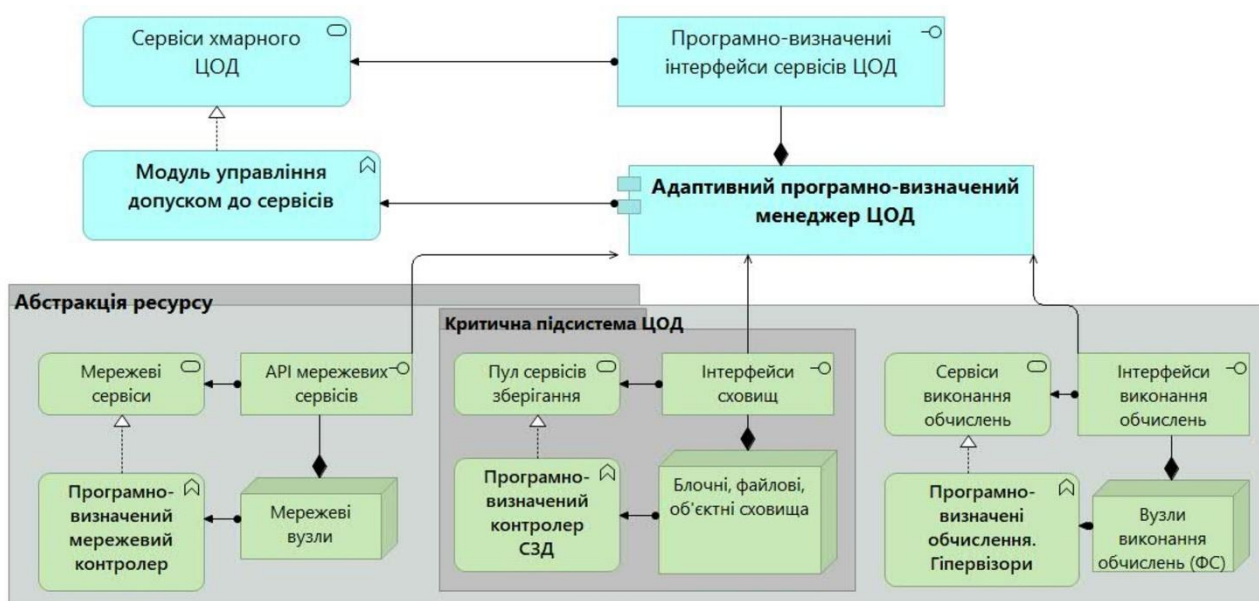 Сервіси хмарного
ЦОД
Програмно-визначениі
інтерфейси сервісів ЦОД
Модуль управління
допуском до сервісів
Адаптивний програмно-визначений
менеджер ЦОД
Абстракція ресурсу
Критична підсистема ЦОД
Мережеві
сервіси
АРІ мережевих
сервісів
Пул сервісів
зберігання
Інтерфейси
сховищ
Сервіси
виконання
обчислень
Інтерфейси
виконання
обчислень
Програмно-
визначений
мережевий
контролер
Мережеві
вузли
Програмно-
визначений
контролер
СЗД
Блочні, файлові,
об'єктні сховища
Програмно-
визначені
обчислення.
Гіпервізори
Вузли
виконання
обчислень (ФС)